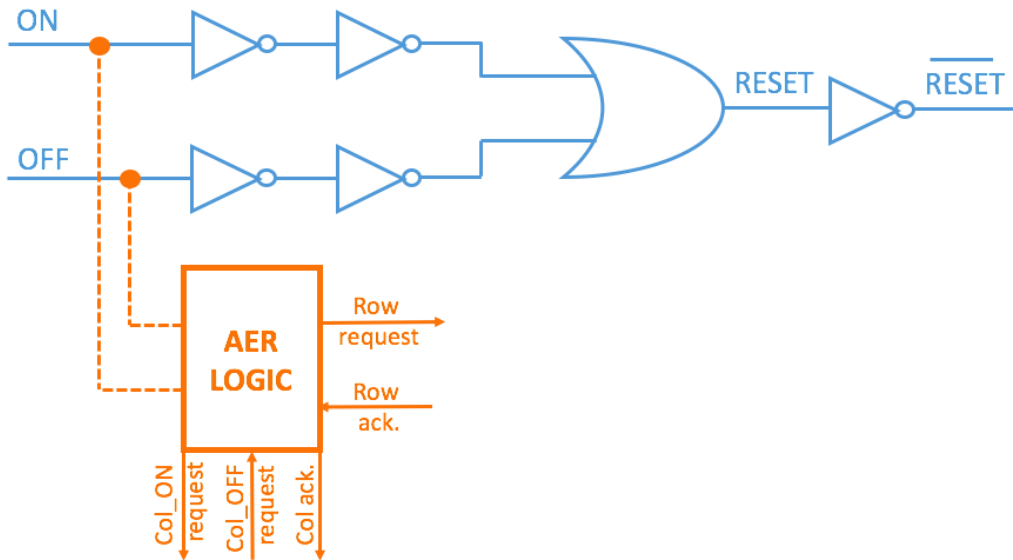 ON
RESET
RESET
OFF
AER
LOGIC
Row
request
Row
ack.
Col_ON
request
Col_OFF
request
Col ack.